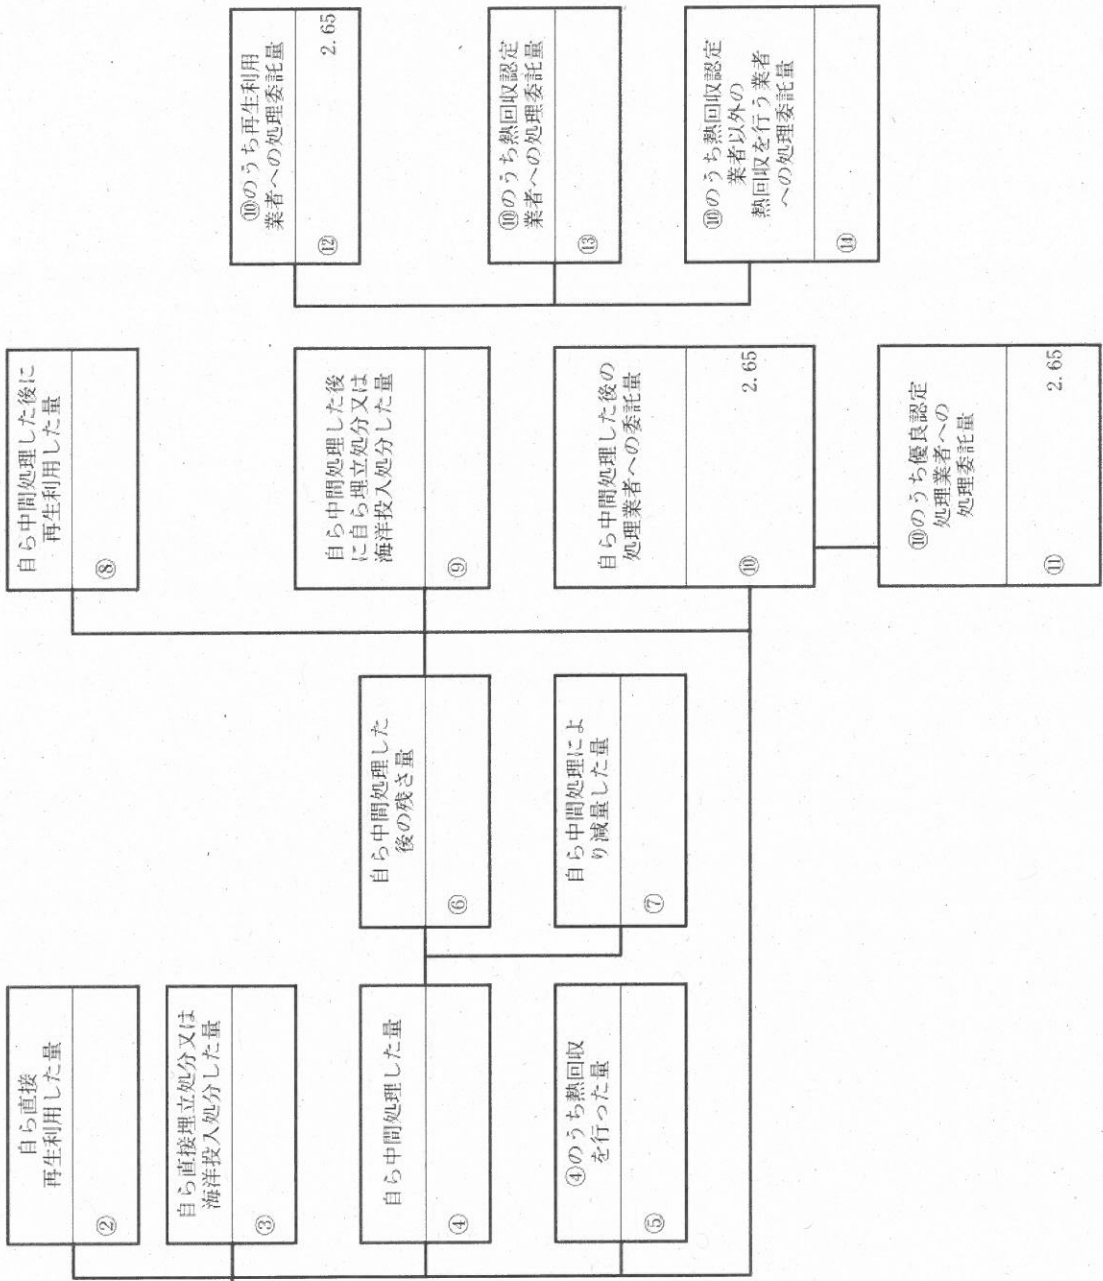 自ら直接
再生利用した量
②
自ら直接埋立処分又は
海洋投入処分した量
③
自ら中間処理した量
④
④のうち熱回収
を行った量
⑤
自ら中間処理した
後の残さ量
⑥
自ら中間処理によ
り減量した量
⑦
自ら中間処理した後に
再生利用した量
⑧
自ら中間処理した後
に自ら埋立処分又は
海洋投入処分した量
⑨
自ら中間処理した後の
処理業者への委託量
⑩ 2.65
⑩のうち優良認定
処理業者への
処理委託量
⑪ 2.65
⑩のうち再生利用
業者への処理委託量
⑫ 2.65
⑩のうち熱回収認定
業者への処理委託量
⑬
⑩のうち熱回収認定
業者以外の
熱回収を行う業者
への処理委託量
⑭